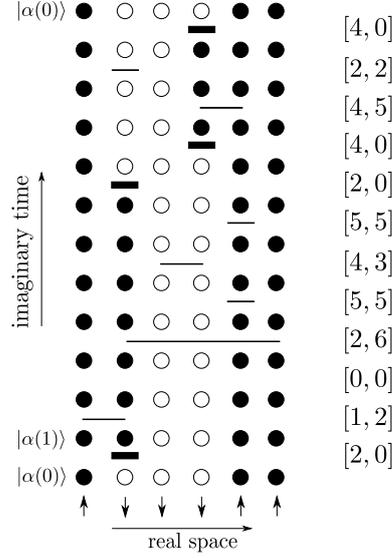 |α(0)⟩
[4,0]
[2,2]
[4,5]
[4,0]
[2,0]
[5,5]
[4,3]
[5,5]
[2,6]
[0,0]
[1,2]
[2,0]
imaginary time
|α(1)⟩
|α(0)⟩
real space